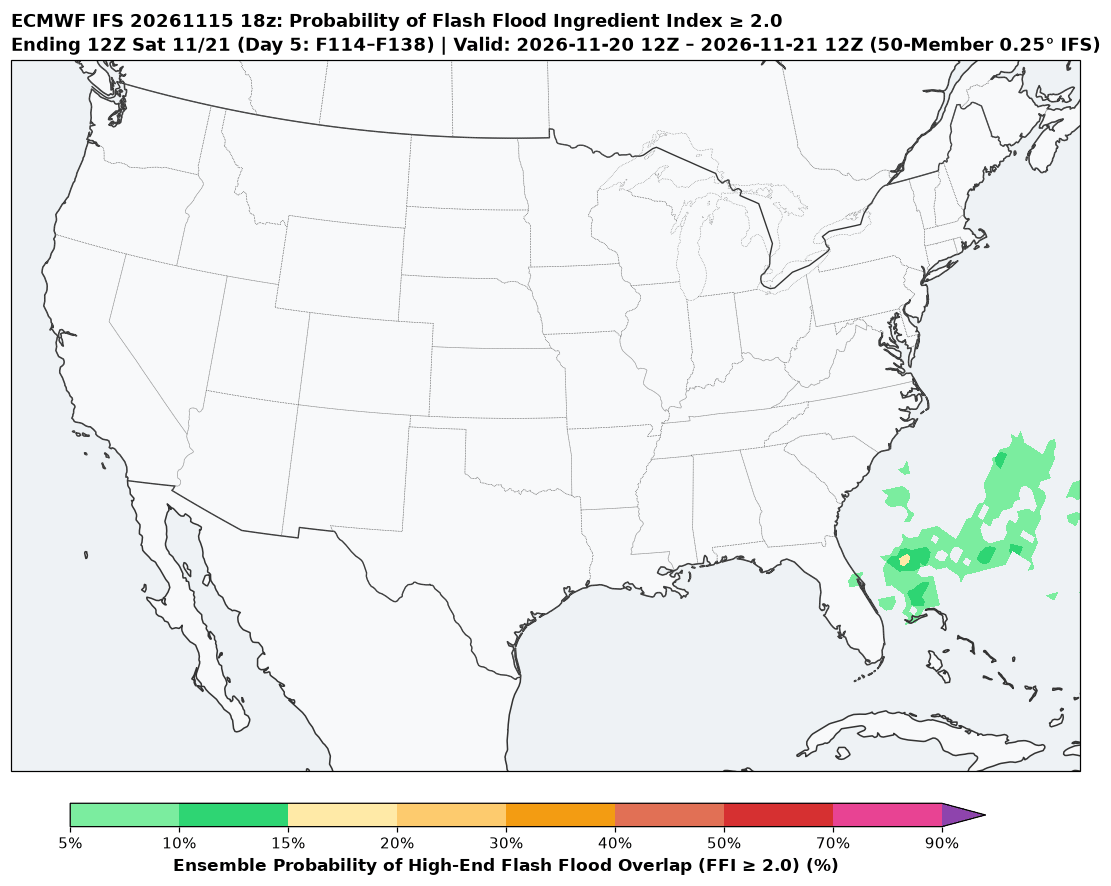 ECMWF IFS 20261115 18z: Probability of Flash Flood Ingredient Index ≥ 2.0
Ending 12Z Sat 11/21 (Day 5: F114–F138) | Valid: 2026-11-20 12Z – 2026-11-21 12Z (50-Member 0.25° IFS)
5% 10% 15% 20% 30% 40% 50% 70% 90%
Ensemble Probability of High-End Flash Flood Overlap (FFI ≥ 2.0) (%)